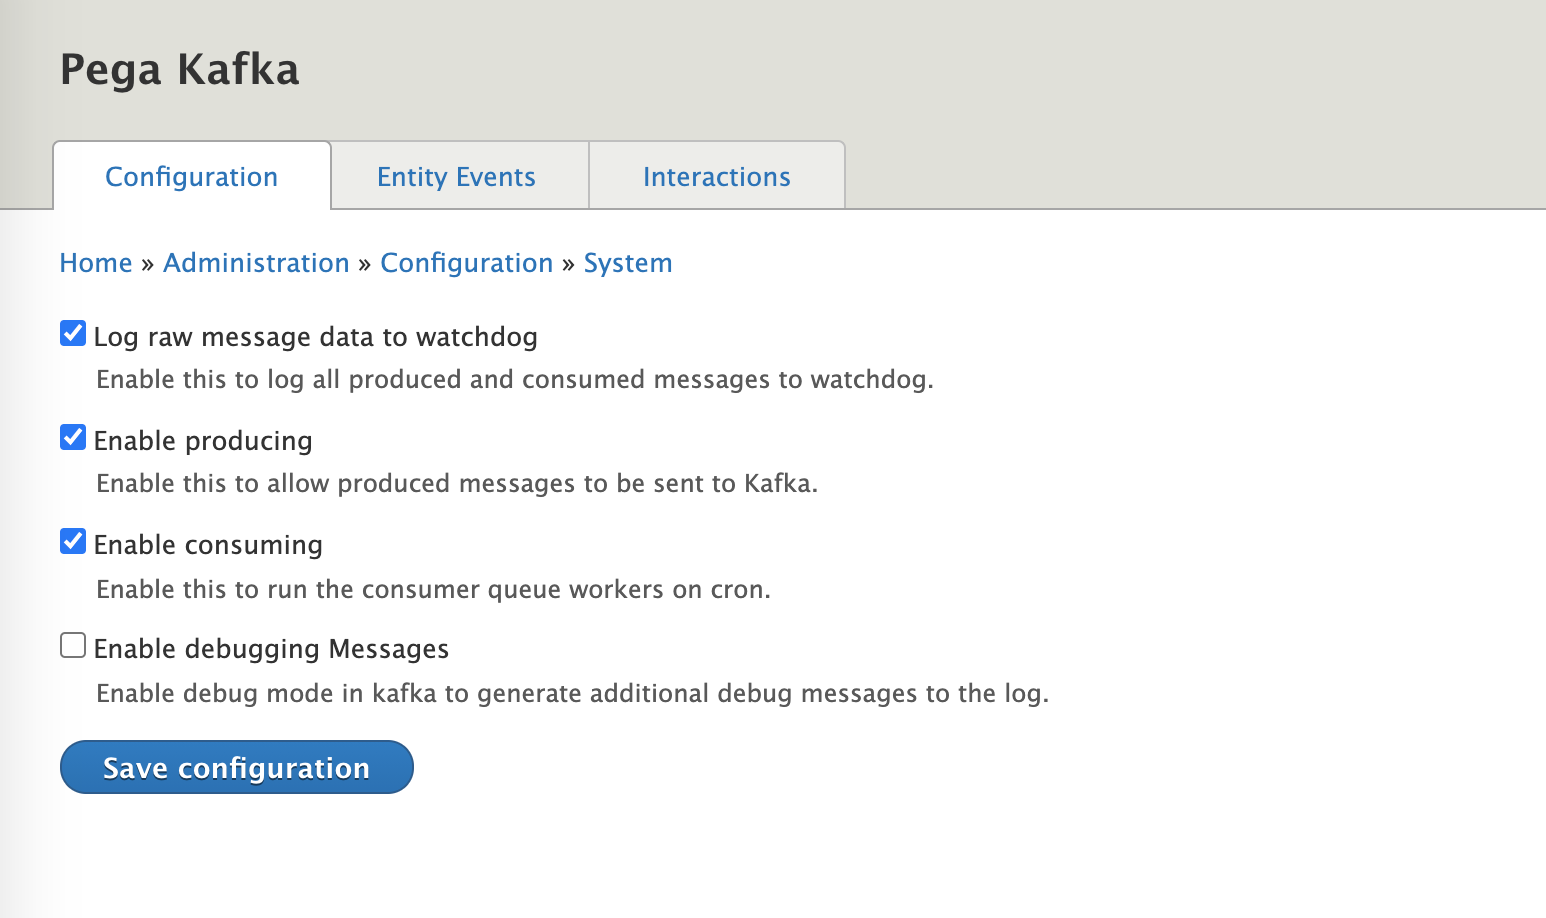 Pega Kafka
Configuration
Entity Events
Interactions
Home » Administration » Configuration » System
Log raw message data to watchdog
Enable this to log all produced and consumed messages to watchdog.
Enable producing
Enable this to allow produced messages to be sent to Kafka.
Enable consuming
Enable this to run the consumer queue workers on cron.
Enable debugging Messages
Enable debug mode in kafka to generate additional debug messages to the log.
Save configuration